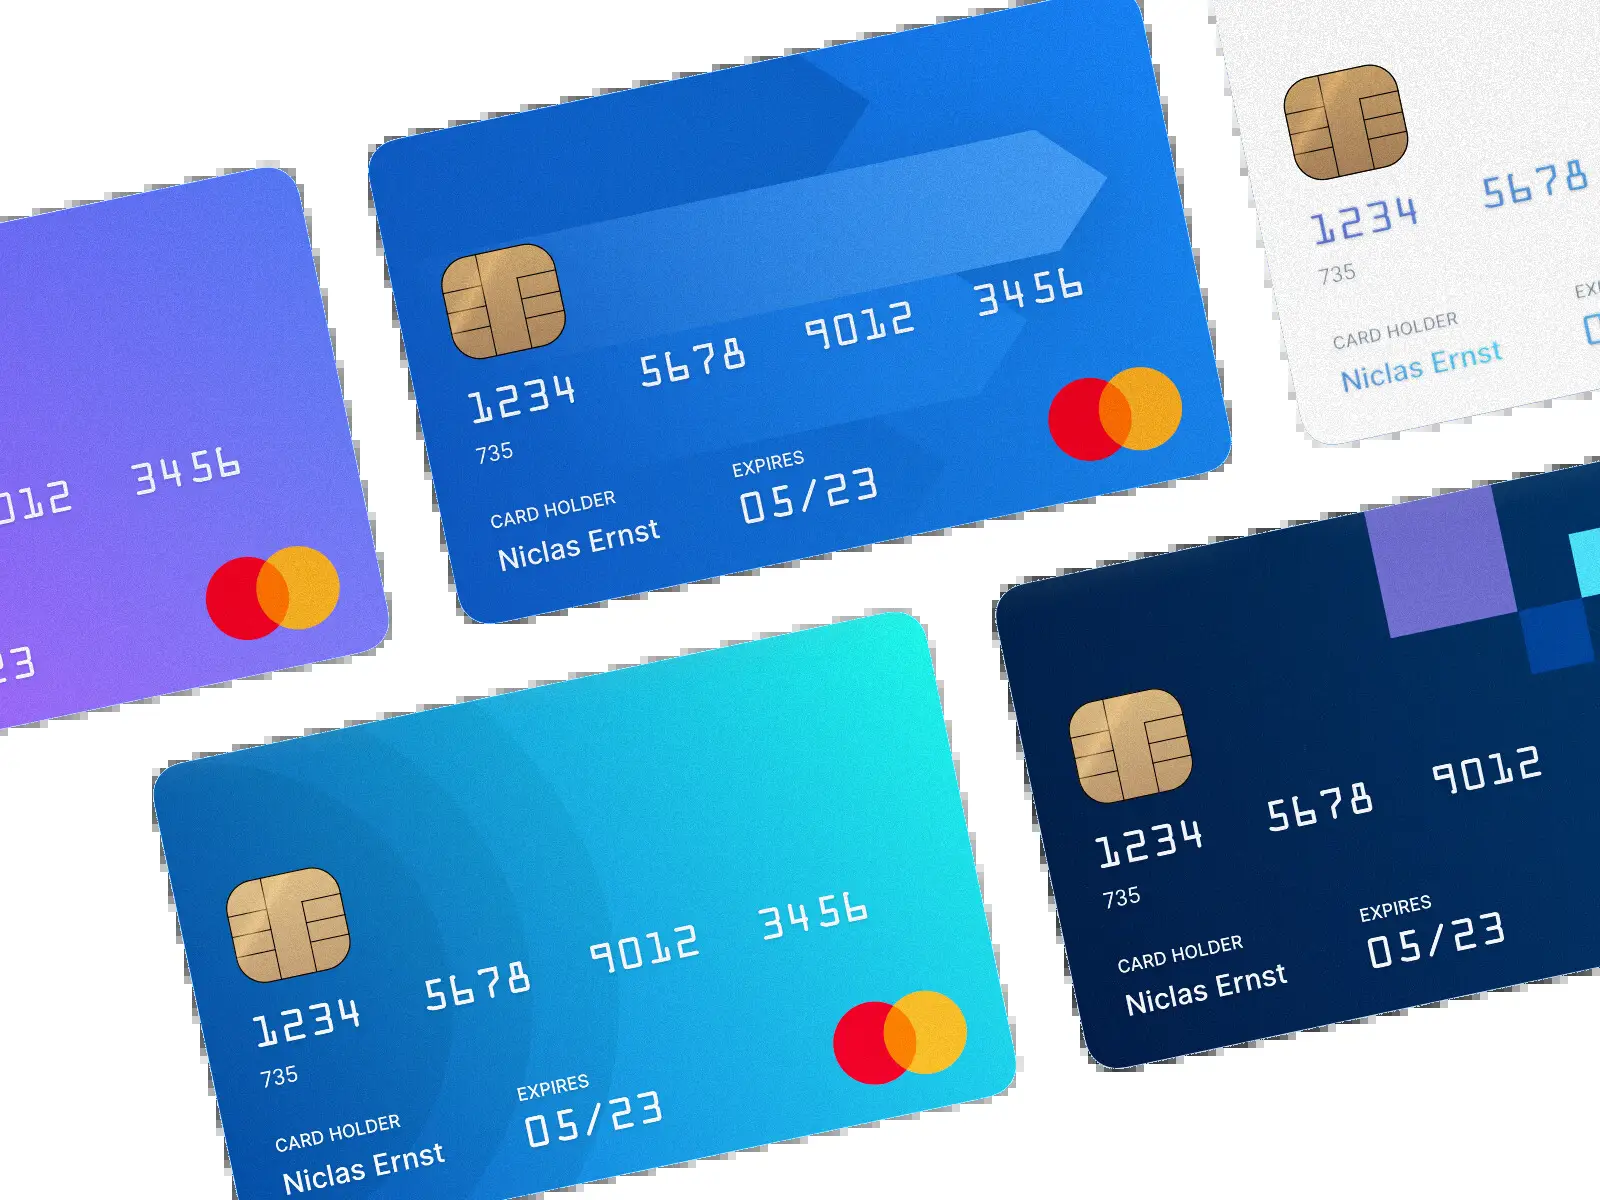 012 3456
23
1234 5678 9012 3456
735
EXPIRES
05/23
CARD HOLDER
Niclas Ernst
1234 5678
735
CARD HOLDER
Niclas Ernst
1234 5678 9012 3456
735
EXPIRES
05/23
CARD HOLDER
Niclas Ernst
1234 5678 9012
735
EXPIRES
05/23
CARD HOLDER
Niclas Ernst